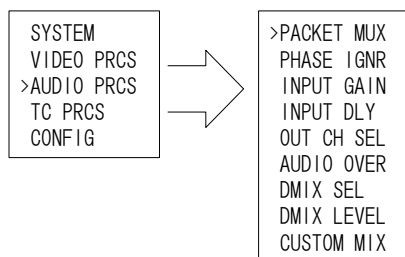 SYSTEM
VIDEO PRCS
>AUDIO PRCS
TC PRCS
CONFIG
>PACKET MUX
PHASE IGNR
INPUT GAIN
INPUT DLY
OUT CH SEL
AUDIO OVER
DMIX SEL
DMIX LEVEL
CUSTOM MIX